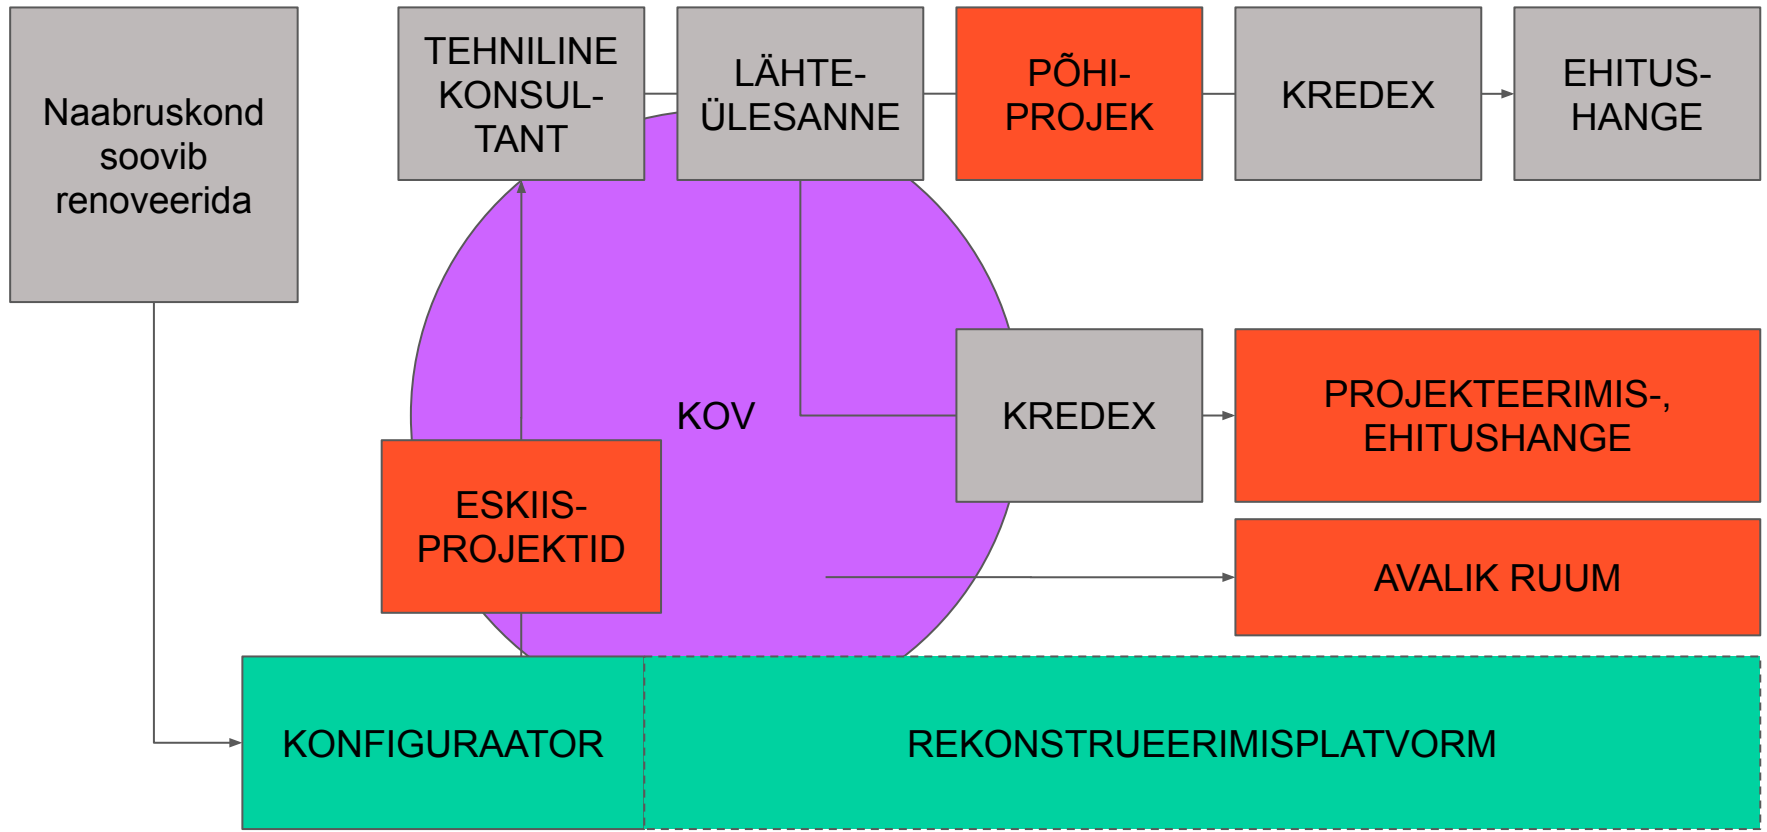 Naabruskond
soovib
renoveerida
TEHNILINE
KONSUL-
TANT
LÄHTE-
ÜLESANNE
PÕHI-
PROJEK
KREDEX
EHITUS-
HANGE
KOV
KREDEX
PROJEKTEERIMIS-,
EHITUSHANGE
ESKIIS-
PROJEKTID
AVALIK RUUM
KONFIGURAATOR
REKONSTRUEERIMISPLATVORM